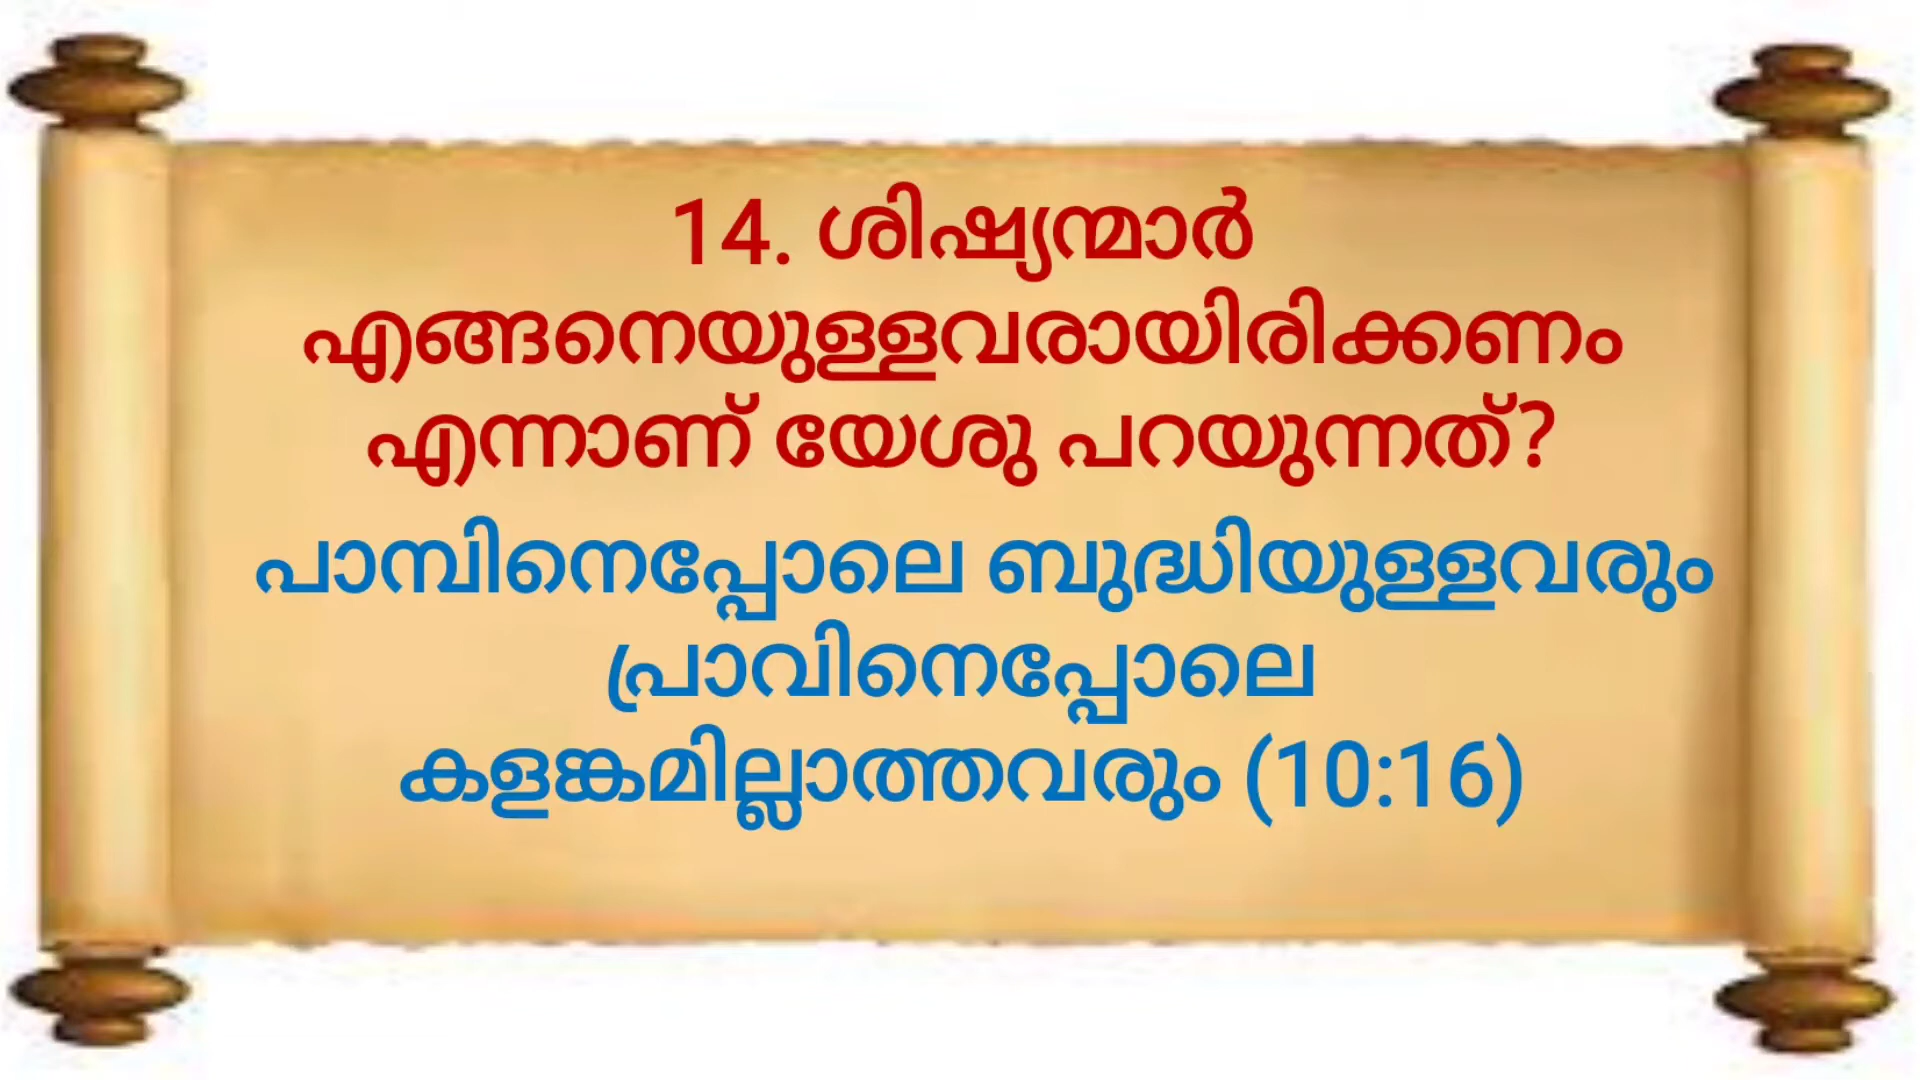 14. ശിഷ്യന്മാർ
എങ്ങനെയുള്ളവരായിരിക്കണം
എന്നാണ് യേശു പറയുന്നത്?
പാമ്പിനെപ്പോലെ ബുദ്ധിയുള്ളവരും
പ്രാവിനെപ്പോലെ
കളങ്കമില്ലാത്തവരും (10:16)